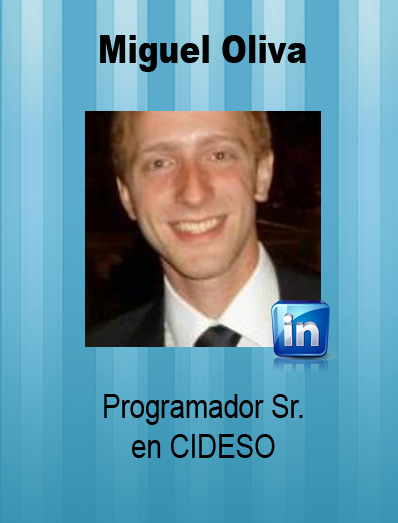 Miguel Oliva
in
Programador Sr.
en CIDESO